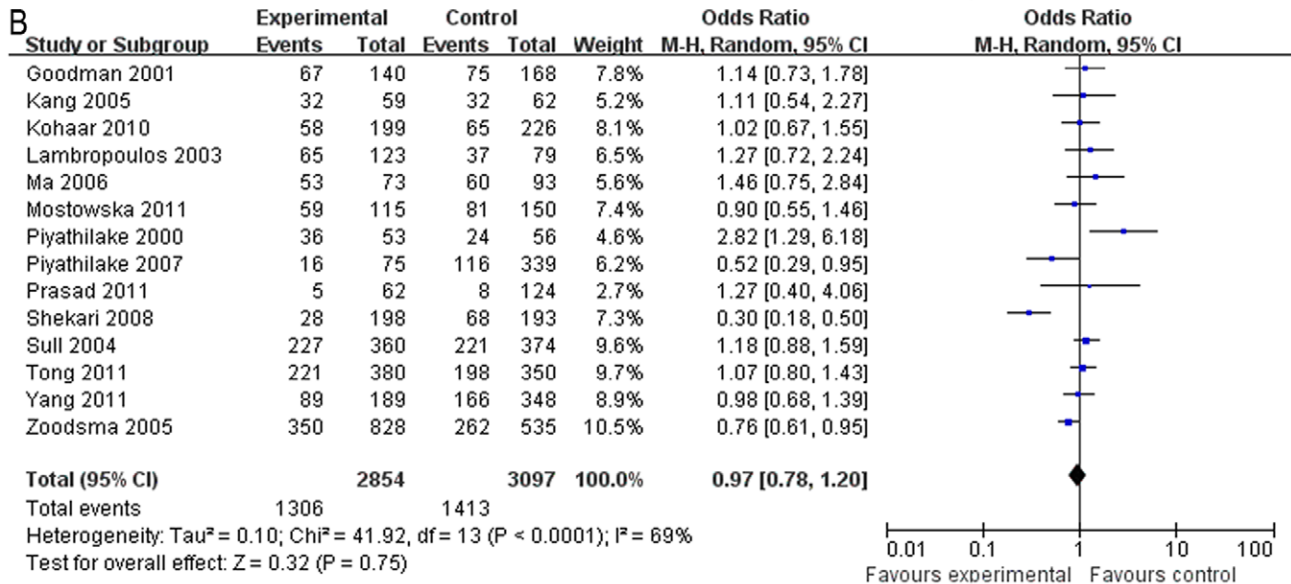 B
Experimental Control Odds Ratio Odds Ratio
Study or Subgroup Events Total Events Total Weight M-H, Random, 95% CI M-H, Random, 95% CI
Goodman 2001 67 140 75 168 7.8% 1.14 [0.73, 1.78]
Kang 2005 32 59 32 62 5.2% 1.11 [0.54, 2.27]
Kohaar 2010 58 199 65 226 8.1% 1.02 [0.67, 1.55]
Lambropoulos 2003 65 123 37 79 6.5% 1.27 [0.72, 2.24]
Ma 2006 53 73 60 93 5.6% 1.46 [0.75, 2.84]
Mostowska 2011 59 115 81 150 7.4% 0.90 [0.55, 1.46]
Piyathilake 2000 36 53 24 56 4.6% 2.82 [1.29, 6.18]
Piyathilake 2007 16 75 116 339 6.2% 0.52 [0.29, 0.95]
Prasad 2011 5 62 8 124 2.7% 1.27 [0.40, 4.06]
Shekari 2008 28 198 68 193 7.3% 0.30 [0.18, 0.50]
Sull 2004 227 360 221 374 9.6% 1.18 [0.88, 1.59]
Tong 2011 221 380 198 350 9.7% 1.07 [0.80, 1.43]
Yang 2011 89 189 166 348 8.9% 0.98 [0.68, 1.39]
Zoodsma 2005 350 828 262 535 10.5% 0.76 [0.61, 0.95]
Total (95% CI) 2854 3097 100.0% 0.97 [0.78, 1.20]
Total events 1306 1413
Heterogeneity: Tau² = 0.10; Chi² = 41.92, df = 13 (P < 0.0001); I² = 69%
Test for overall effect: Z = 0.32 (P = 0.75)
0.01 0.1 1 10 100
Favours experimental Favours control